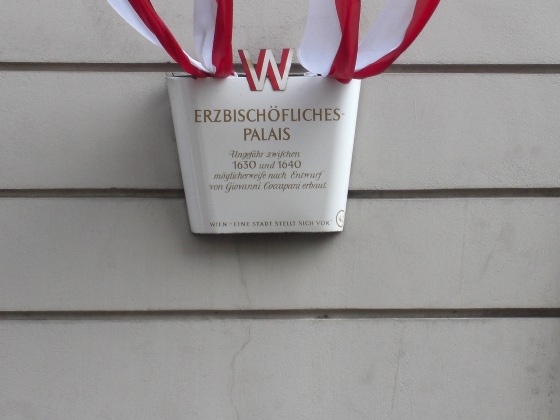 W
ERZBISCHÖFLICHES-
PALAIS
Ungefähr zwischen
1630 und 1640
möglicherweise nach Entwurf
von Giovanni Coccapani erbaut.
WIEN - EINE STADT STELLT SICH VOR